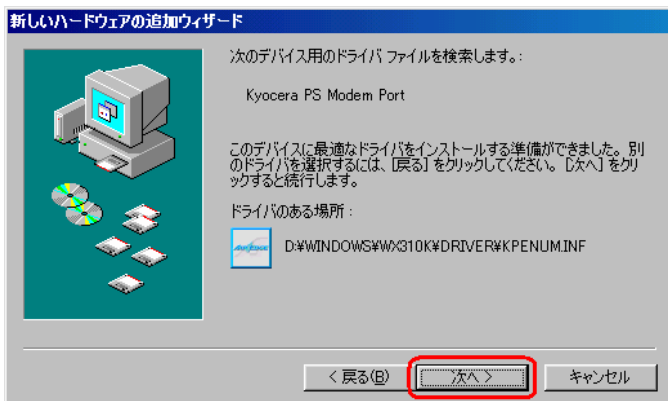 新しいハードウェアの追加ウィザード
次のデバイス用のドライバ ファイルを検索します。:
Kyocera PS Modem Port
このデバイスに最適なドライバをインストールする準備ができました。別
のドライバを選択するには、[戻る] をクリックしてください。[次へ] をクリ
ックすると続行します。
ドライバのある場所:
AIR-EDGE
D:¥WINDOWS¥WX310K¥DRIVER¥KPENUM.INF
< 戻る(B)
次へ >
キャンセル